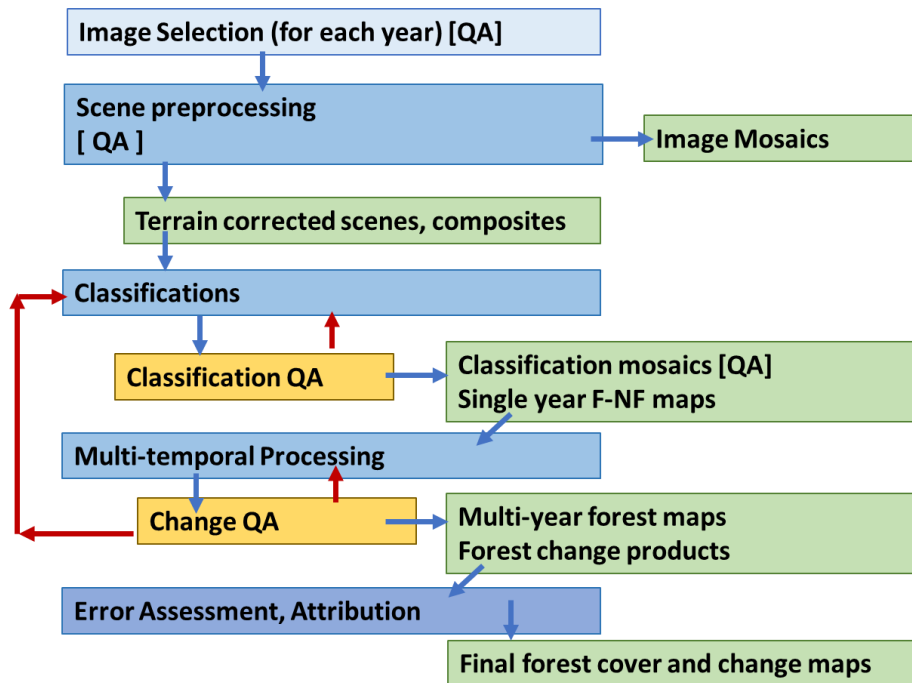 Image Selection (for each year) [QA]
Scene preprocessing
[ QA ]
Image Mosaics
Terrain corrected scenes, composites
Classifications
Classification QA
Classification mosaics [QA]
Single year F-NF maps
Multi-temporal Processing
Change QA
Multi-year forest maps
Forest change products
Error Assessment, Attribution
Final forest cover and change maps